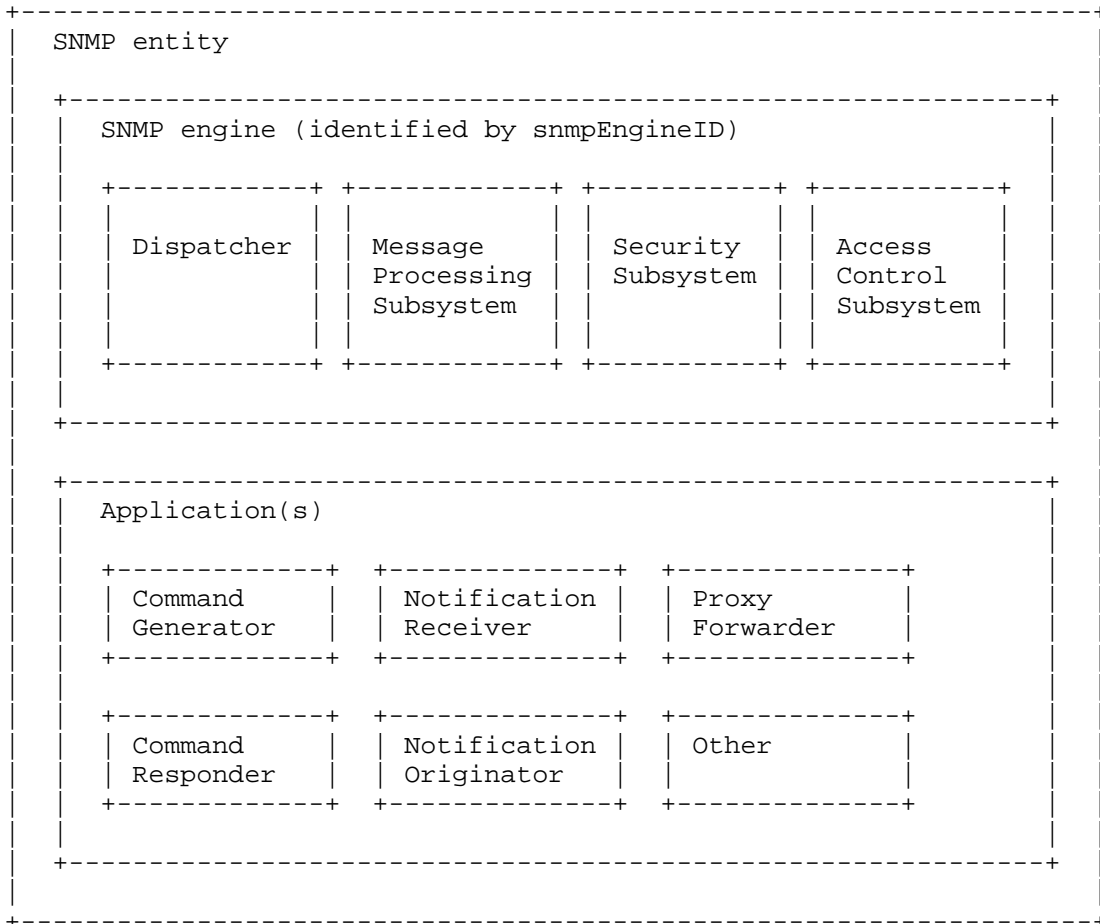 SNMP entity
SNMP engine (identified by snmpEngineID)
Dispatcher Message Security Access
Processing Subsystem Control
Subsystem Subsystem
Application(s)
Command Notification Proxy
Generator Receiver Forwarder
Command Notification Other
Responder Originator